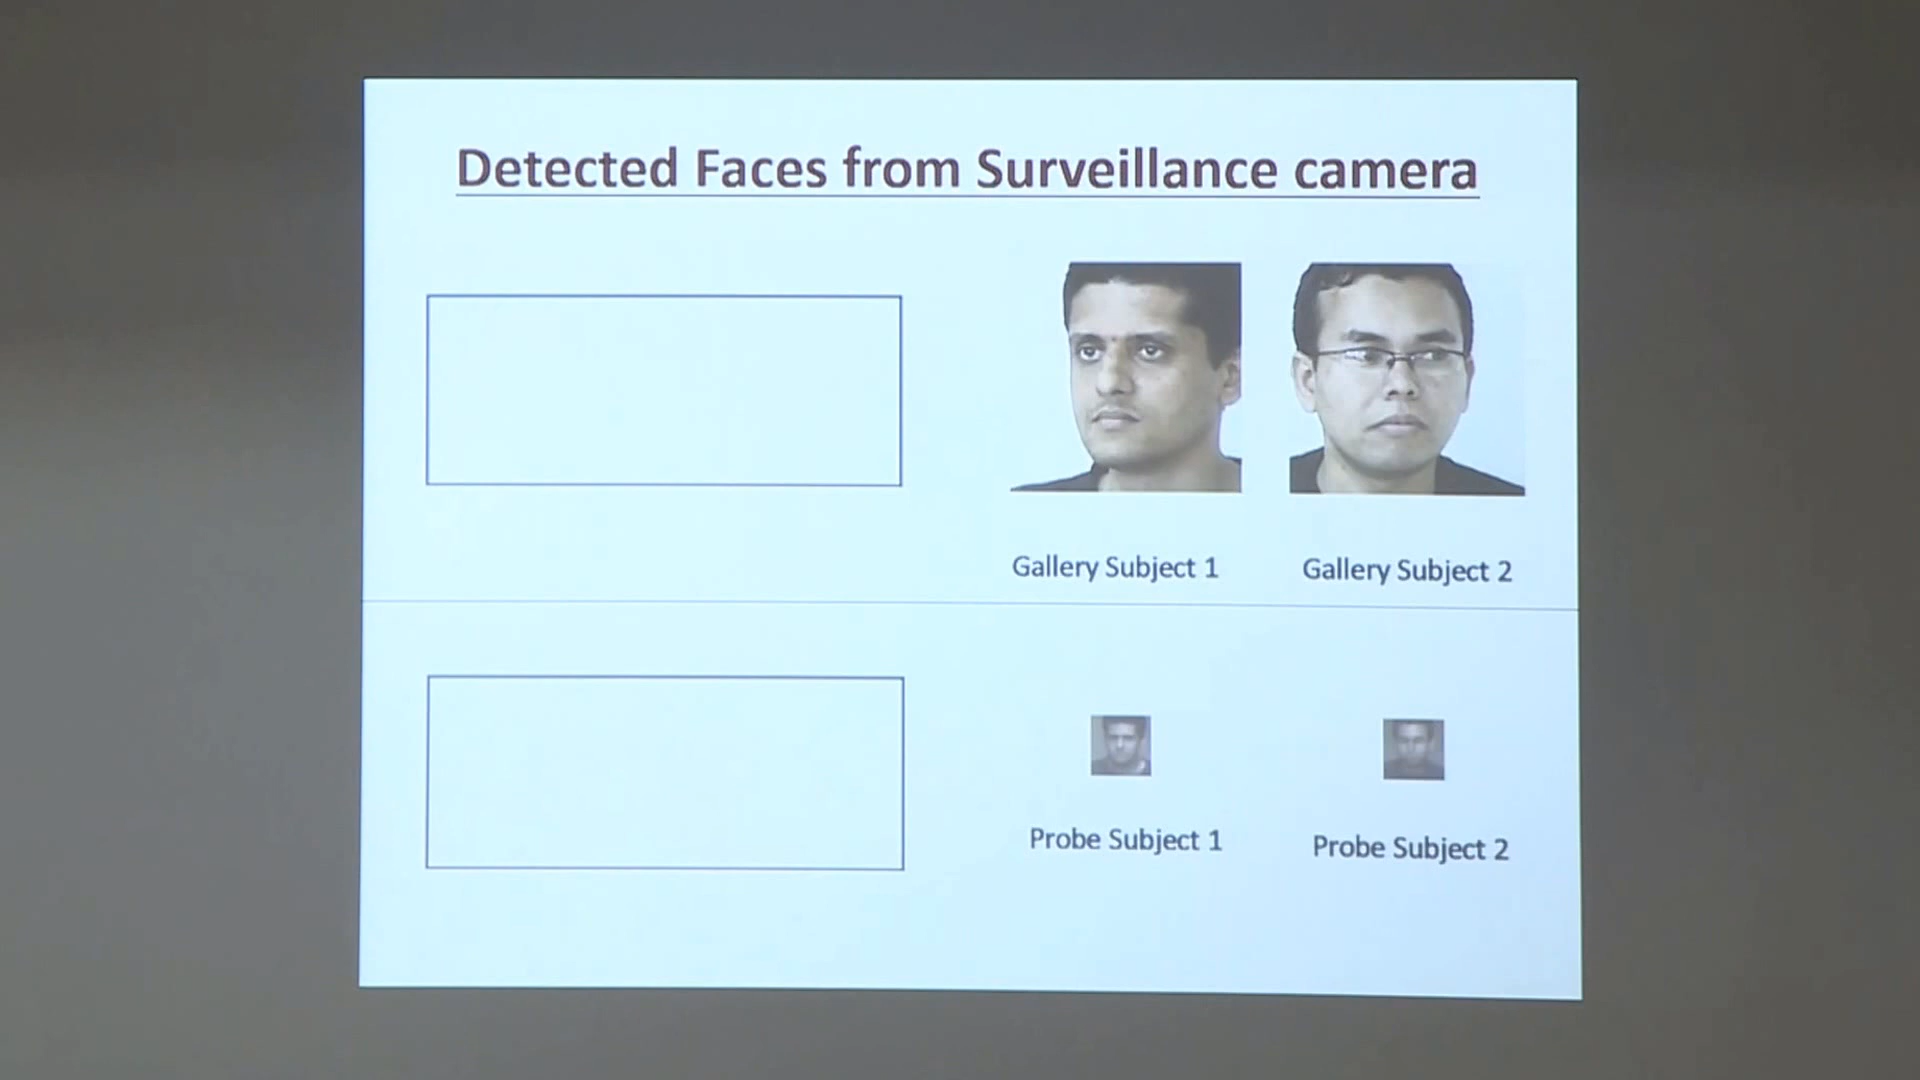 Detected Faces from Surveillance camera
Gallery Subject 1
Gallery Subject 2
Probe Subject 1
Probe Subject 2